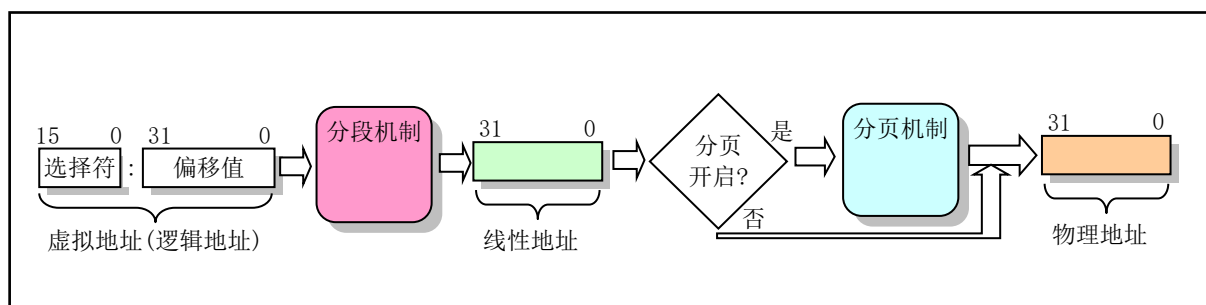 15 0 31 0
选择符 : 偏移值
虚拟地址(逻辑地址)
分段机制
31 0
线性地址
分页
开启?
是
否
分页机制
31 0
物理地址